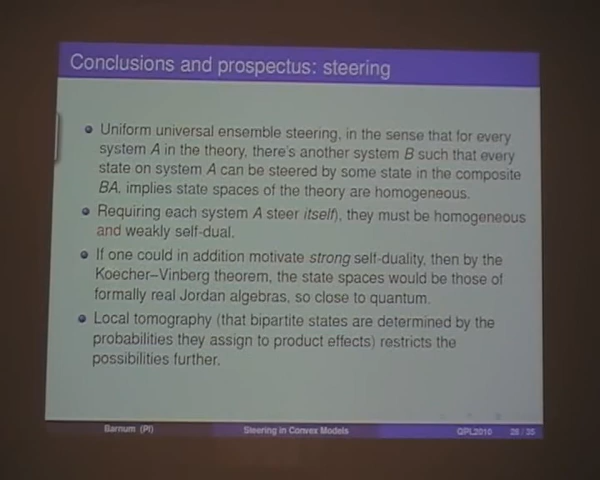 Conclusions and prospectus: steering
Uniform universal ensemble steering, in the sense that for every
system A in the theory, there's another system B such that every
state on system A can be steered by some state in the composite
BA, implies state spaces of the theory are homogeneous.
Requiring each system A steer itself), they must be homogeneous
and weakly self-dual.
If one could in addition motivate strong self-duality, then by the
Koecher–Vinberg theorem, the state spaces would be those of
formally real Jordan algebras, so close to quantum.
Local tomography (that bipartite states are determined by the
probabilities they assign to product effects) restricts the
possibilities further.
Barnum (PI) Steering in Convex Models QPL2010 28 / 35